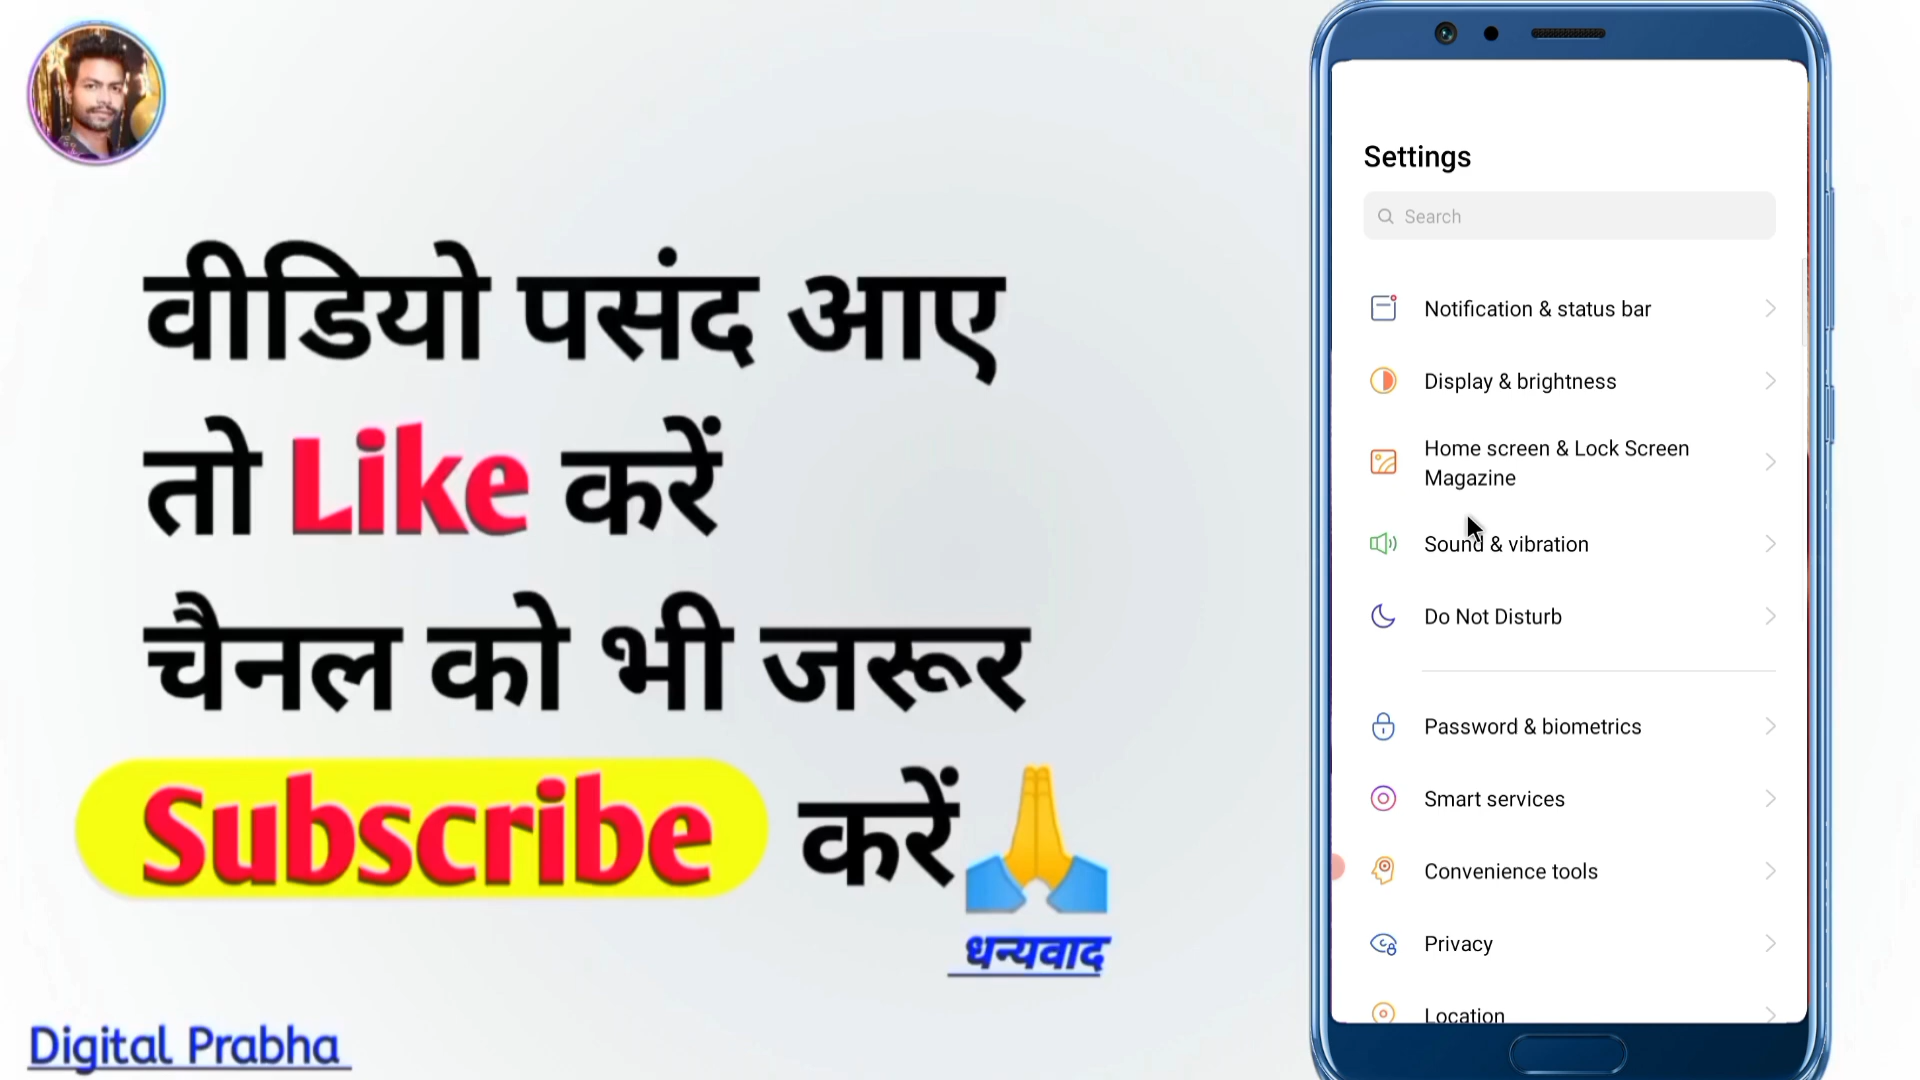 वीडियो पसंद आए
तो Like करें
चैनल को भी जरूर
Subscribe करें
धन्यवाद
Digital Prabha
Settings
Search
Notification & status bar
Display & brightness
Home screen & Lock Screen
Magazine
Sound & vibration
Do Not Disturb
Password & biometrics
Smart services
Convenience tools
Privacy
Location